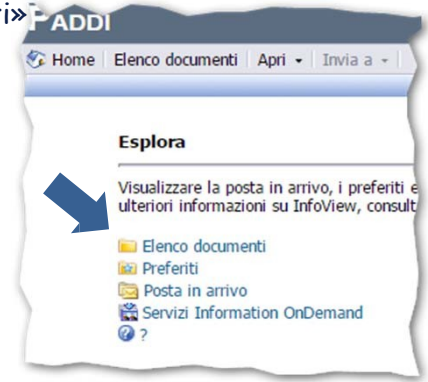 ri»
PADDI
Home Elenco documenti Apri Invia a
Esplora
Visualizzare la posta in arrivo, i preferiti e
ulteriori informazioni su InfoView, consult
Elenco documenti
Preferiti
Posta in arrivo
Servizi Information OnDemand
?